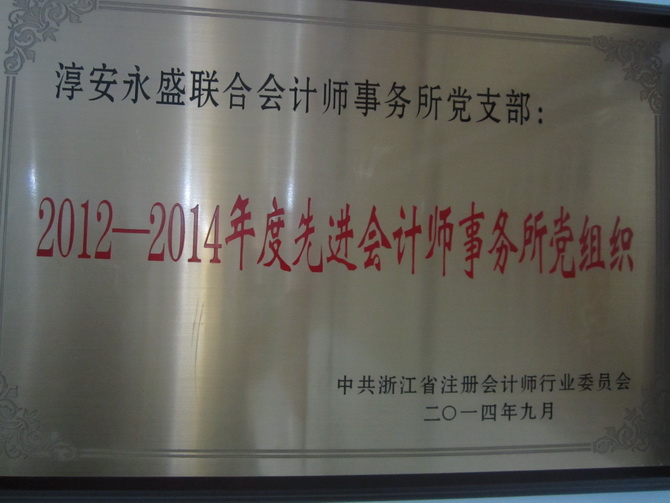 淳安永盛联合会计师事务所党支部：
2012—2014年度先进会计师事务所党组织
中共浙江省注册会计师行业委员会
二〇一四年九月